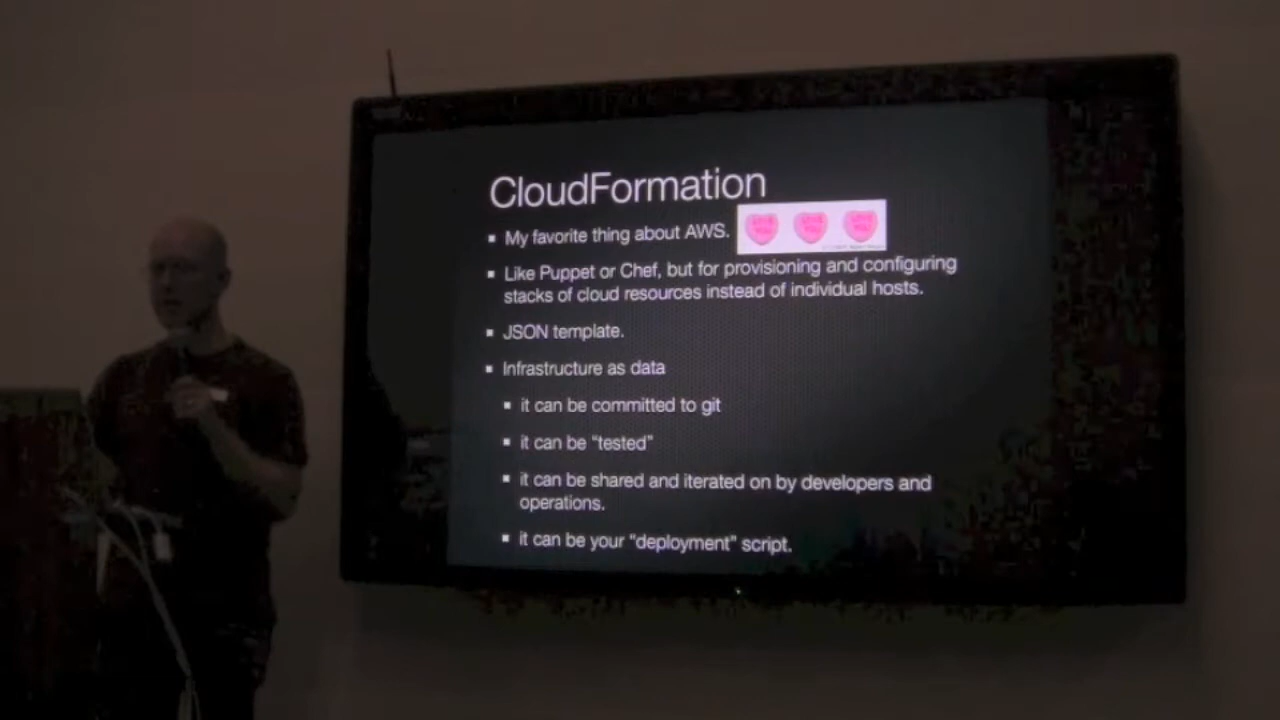 CloudFormation
My favorite thing about AWS.
Like Puppet or Chef, but for provisioning and configuring
stacks of cloud resources instead of individual hosts.
JSON template.
Infrastructure as data
it can be committed to git
it can be “tested”
it can be shared and iterated on by developers and
operations.
it can be your “deployment” script.